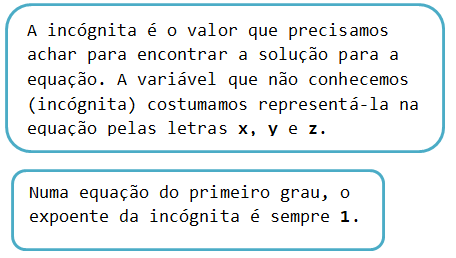 A incógnita é o valor que precisamos
achar para encontrar a solução para a
equação. A variável que não conhecemos
(incógnita) costumamos representá-la na
equação pelas letras x, y e z.
Numa equação do primeiro grau, o
expoente da incógnita é sempre 1.